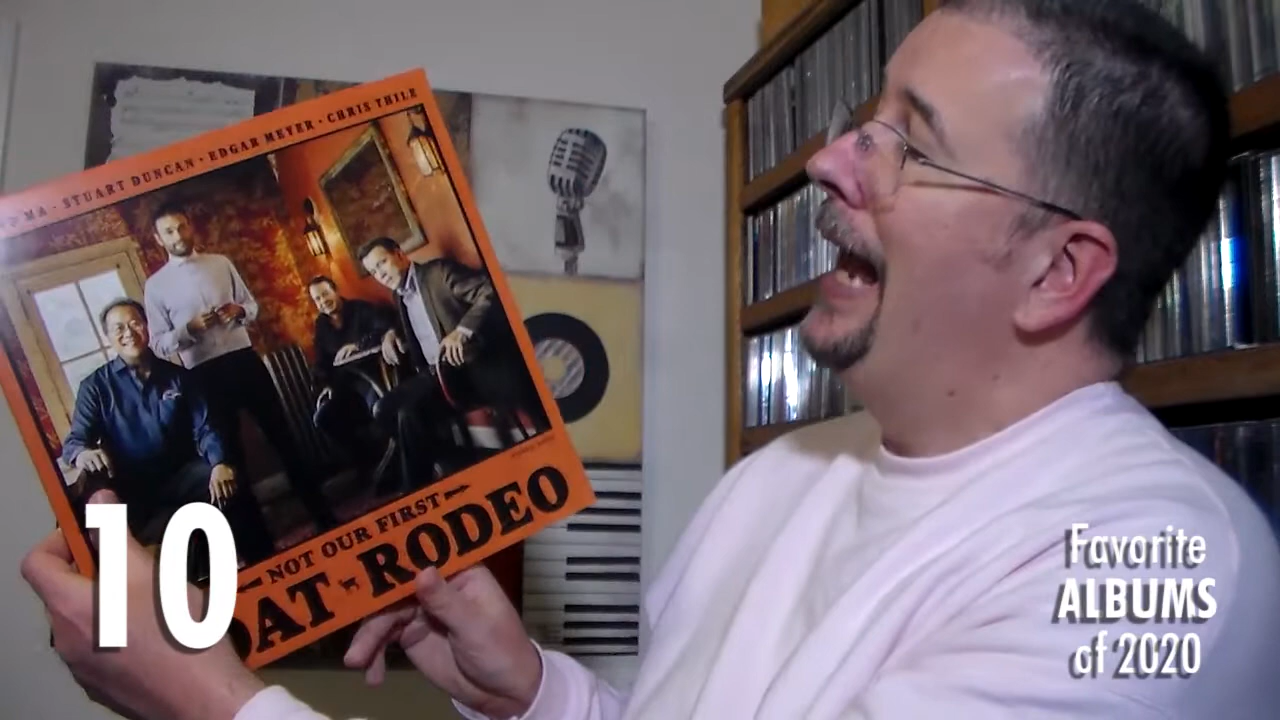 MA · STUART DUNCAN · EDGAR MEYER · CHRIS THILE
NOT OUR FIRST
OAT RODEO
10
Favorite
ALBUMS
of 2020